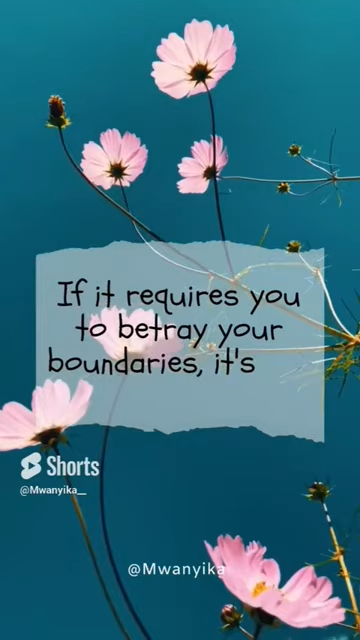 If it requires you
to betray your
boundaries, it's
Shorts
@Mwanyika__
@Mwanyika